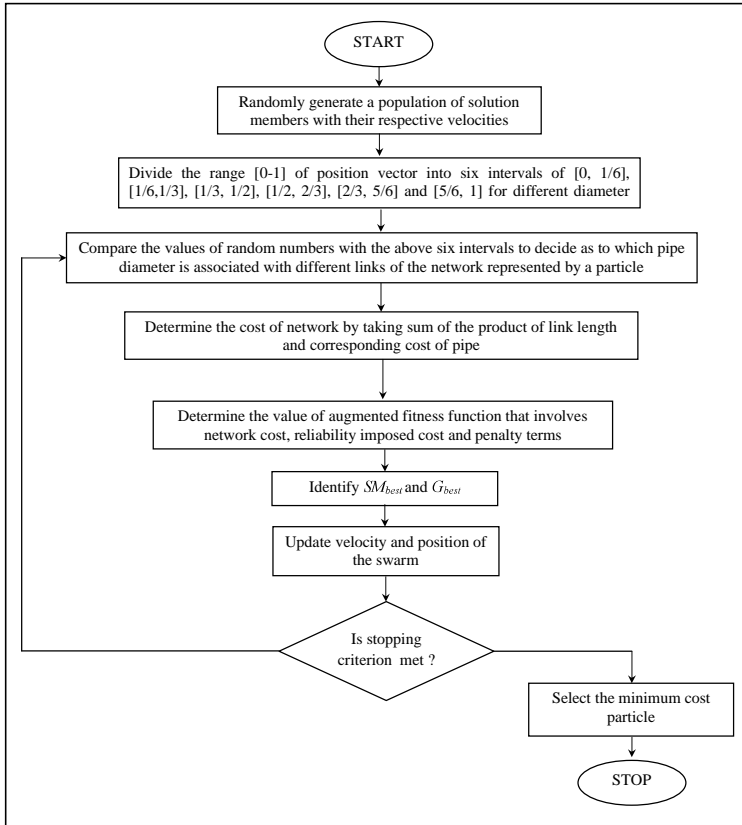 START
Randomly generate a population of solution
members with their respective velocities
Divide the range [0-1] of position vector into six intervals of [0, 1/6],
[1/6,1/3], [1/3, 1/2], [1/2, 2/3], [2/3, 5/6] and [5/6, 1] for different diameter
Compare the values of random numbers with the above six intervals to decide as to which pipe
diameter is associated with different links of the network represented by a particle
Determine the cost of network by taking sum of the product of link length
and corresponding cost of pipe
Determine the value of augmented fitness function that involves
network cost, reliability imposed cost and penalty terms
Identify SM_best and G_best
Update velocity and position of
the swarm
Is stopping
criterion met ?
Select the minimum cost
particle
STOP